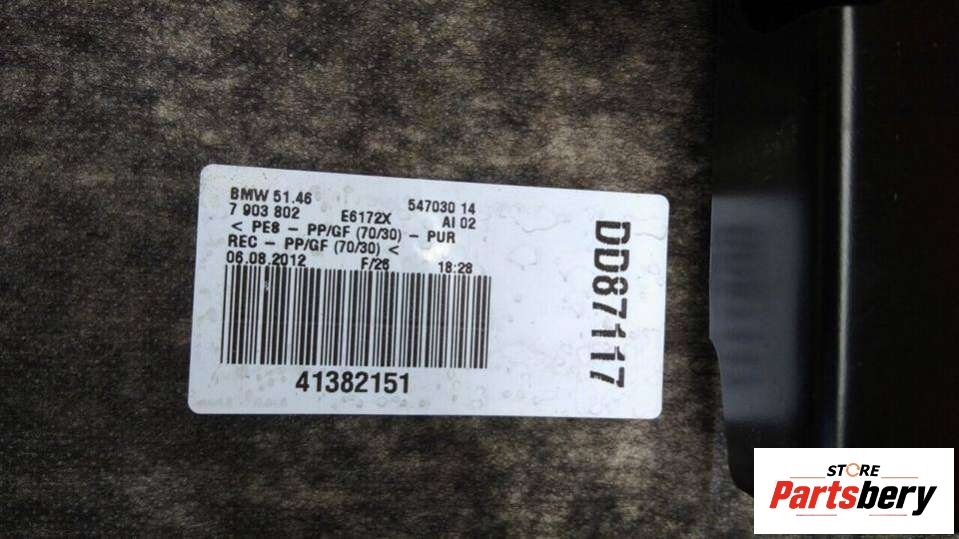 BMW 51.46 547030 14
7 903 802 E6172X AI 02
< PE8 - PP/GF (70/30) - PUR
REC - PP/GF (70/30) <
06.08.2012 F/26 18:28
41382151
DD87117
STORE
Partsbery